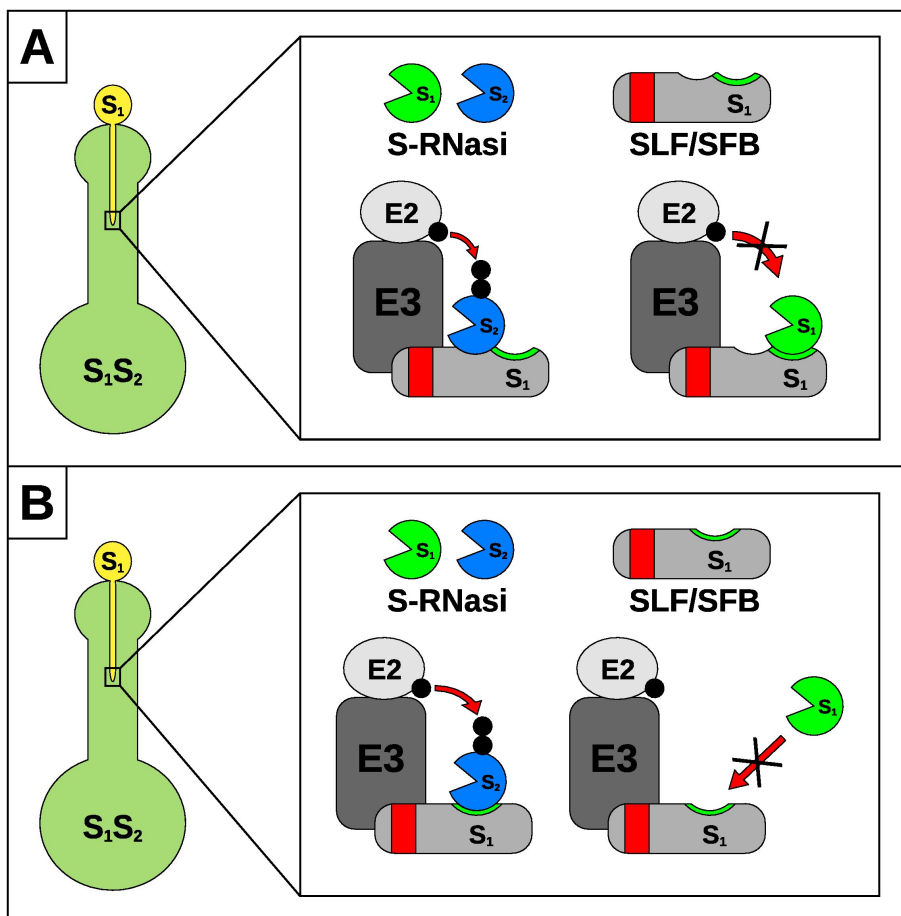 A
S₁
S₁S₂
S₁ S₂
S-RNasi
S₁
SLF/SFB
E2
E3
S₂
S₁
E2
E3
S₁
S₁
B
S₁
S₁S₂
S₁ S₂
S-RNasi
S₁
SLF/SFB
E2
E3
S₂
S₁
E2
E3
S₁
S₁